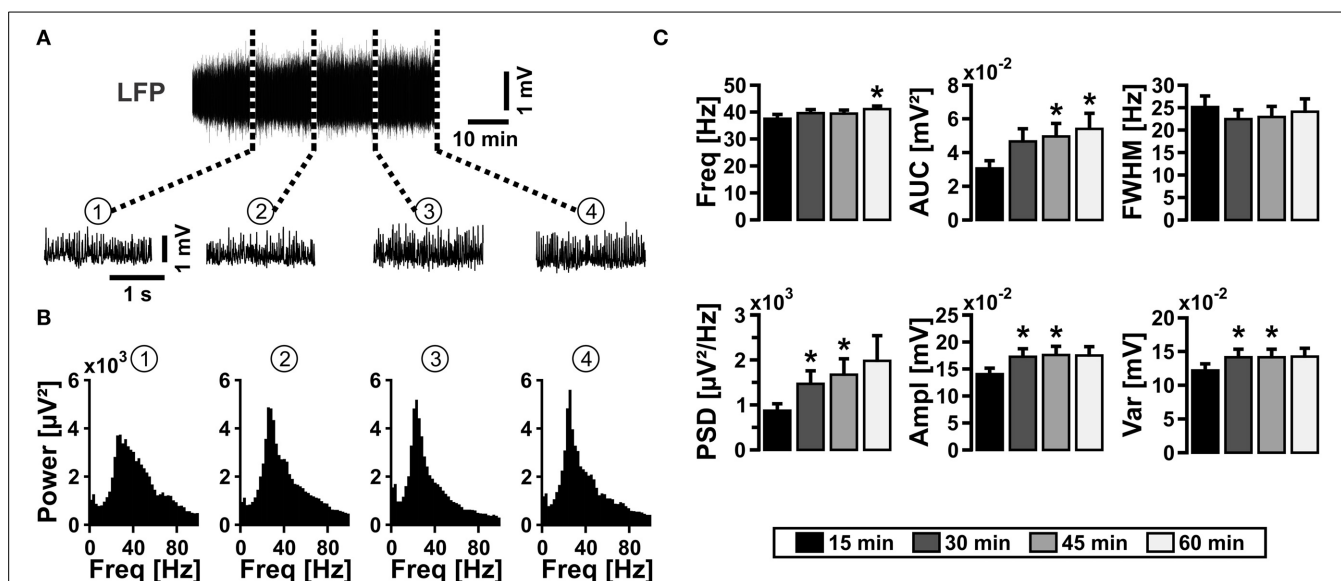 A
LFP
1 mV
10 min
1
2
3
4
1 mV
1 s
B
x10³
1
2
3
4
Power [µV²]
6
4
2
0
6
4
2
0
6
4
2
0
6
4
2
0
0 40 80
0 40 80
0 40 80
0 40 80
Freq [Hz]
Freq [Hz]
Freq [Hz]
Freq [Hz]
C
Freq [Hz]
50
40
30
20
10
0
*
x10⁻²
AUC [mV²]
8
6
4
2
0
* *
FWHM [Hz]
30
25
20
15
10
5
0
x10³
PSD [µV²/Hz]
3
2
1
0
* *
x10⁻²
Ampl [mV]
25
20
15
10
5
0
* *
x10⁻²
Var [mV]
20
15
10
5
0
* *
15 min 30 min 45 min 60 min